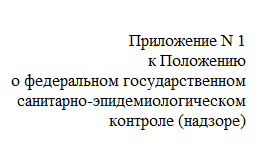 Приложение N 1
к Положению
о федеральном государственном
санитарно-эпидемиологическом
контроле (надзоре)